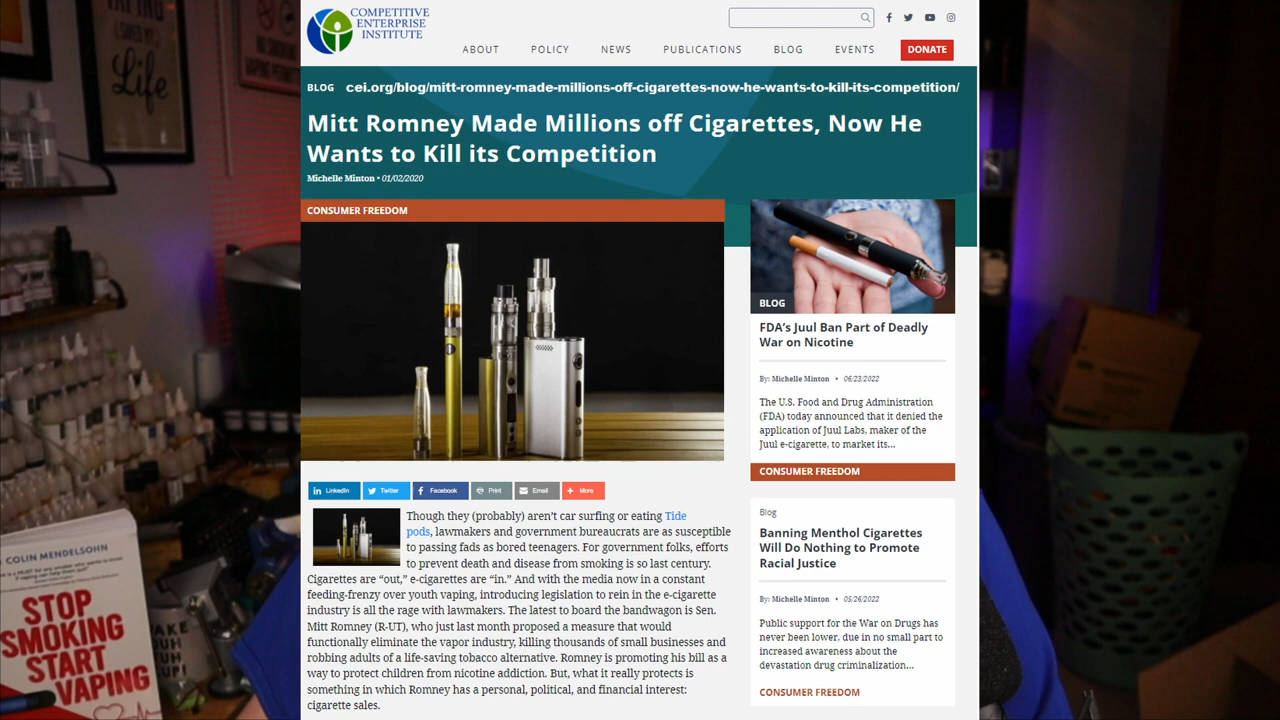 COMPETITIVE
ENTERPRISE
INSTITUTE
ABOUT
POLICY
NEWS
PUBLICATIONS
BLOG
EVENTS
DONATE
BLOG
cei.org/blog/mitt-romney-made-millions-off-cigarettes-now-he-wants-to-kill-its-competition/
Mitt Romney Made Millions off Cigarettes, Now He
Wants to Kill its Competition
Michelle Minton • 01/02/2020
CONSUMER FREEDOM
LinkedIn
Twitter
Facebook
Print
Email
More
Though they (probably) aren't car surfing or eating Tide
pods, lawmakers and government bureaucrats are as susceptible
to passing fads as bored teenagers. For government folks, efforts
to prevent death and disease from smoking is so last century.
Cigarettes are "out," e-cigarettes are "in." And with the media now in a constant
feeding-frenzy over youth vaping, introducing legislation to rein in the e-cigarette
industry is all the rage with lawmakers. The latest to board the bandwagon is Sen.
Mitt Romney (R-UT), who just last month proposed a measure that would
functionally eliminate the vapor industry, killing thousands of small businesses and
robbing adults of a life-saving tobacco alternative. Romney is promoting his bill as a
way to protect children from nicotine addiction. But, what it really protects is
something in which Romney has a personal, political, and financial interest:
cigarette sales.
BLOG
FDA's Juul Ban Part of Deadly
War on Nicotine
By: Michelle Minton • 06/23/2022
The U.S. Food and Drug Administration
(FDA) today announced that it denied the
application of Juul Labs, maker of the
Juul e-cigarette, to market its...
CONSUMER FREEDOM
Blog
Banning Menthol Cigarettes
Will Do Nothing to Promote
Racial Justice
By: Michelle Minton • 05/26/2022
Public support for the War on Drugs has
never been lower, due in no small part to
increased awareness about the
devastation drug criminalization...
CONSUMER FREEDOM
COLIN MENDELSOHN
STOP
SMOKING
START
VAPING
Life